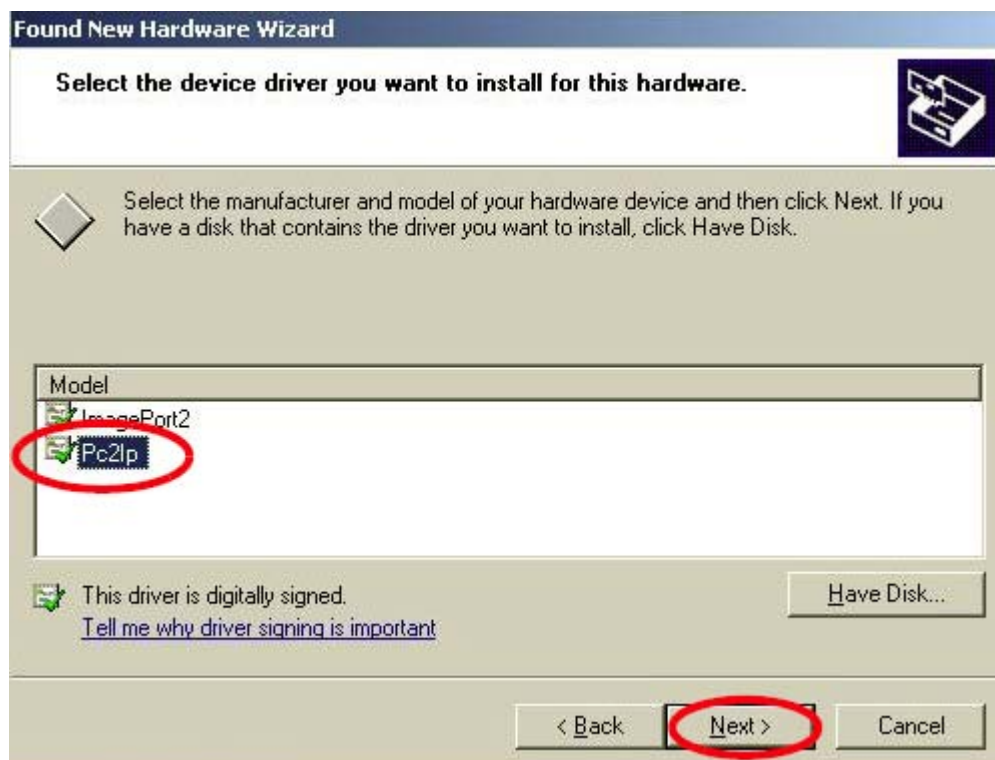 Found New Hardware Wizard
Select the device driver you want to install for this hardware.
Select the manufacturer and model of your hardware device and then click Next. If you
have a disk that contains the driver you want to install, click Have Disk.
Model
ImagePort2
Pc2Ip
This driver is digitally signed.
Have Disk...
Tell me why driver signing is important
< Back
Next >
Cancel